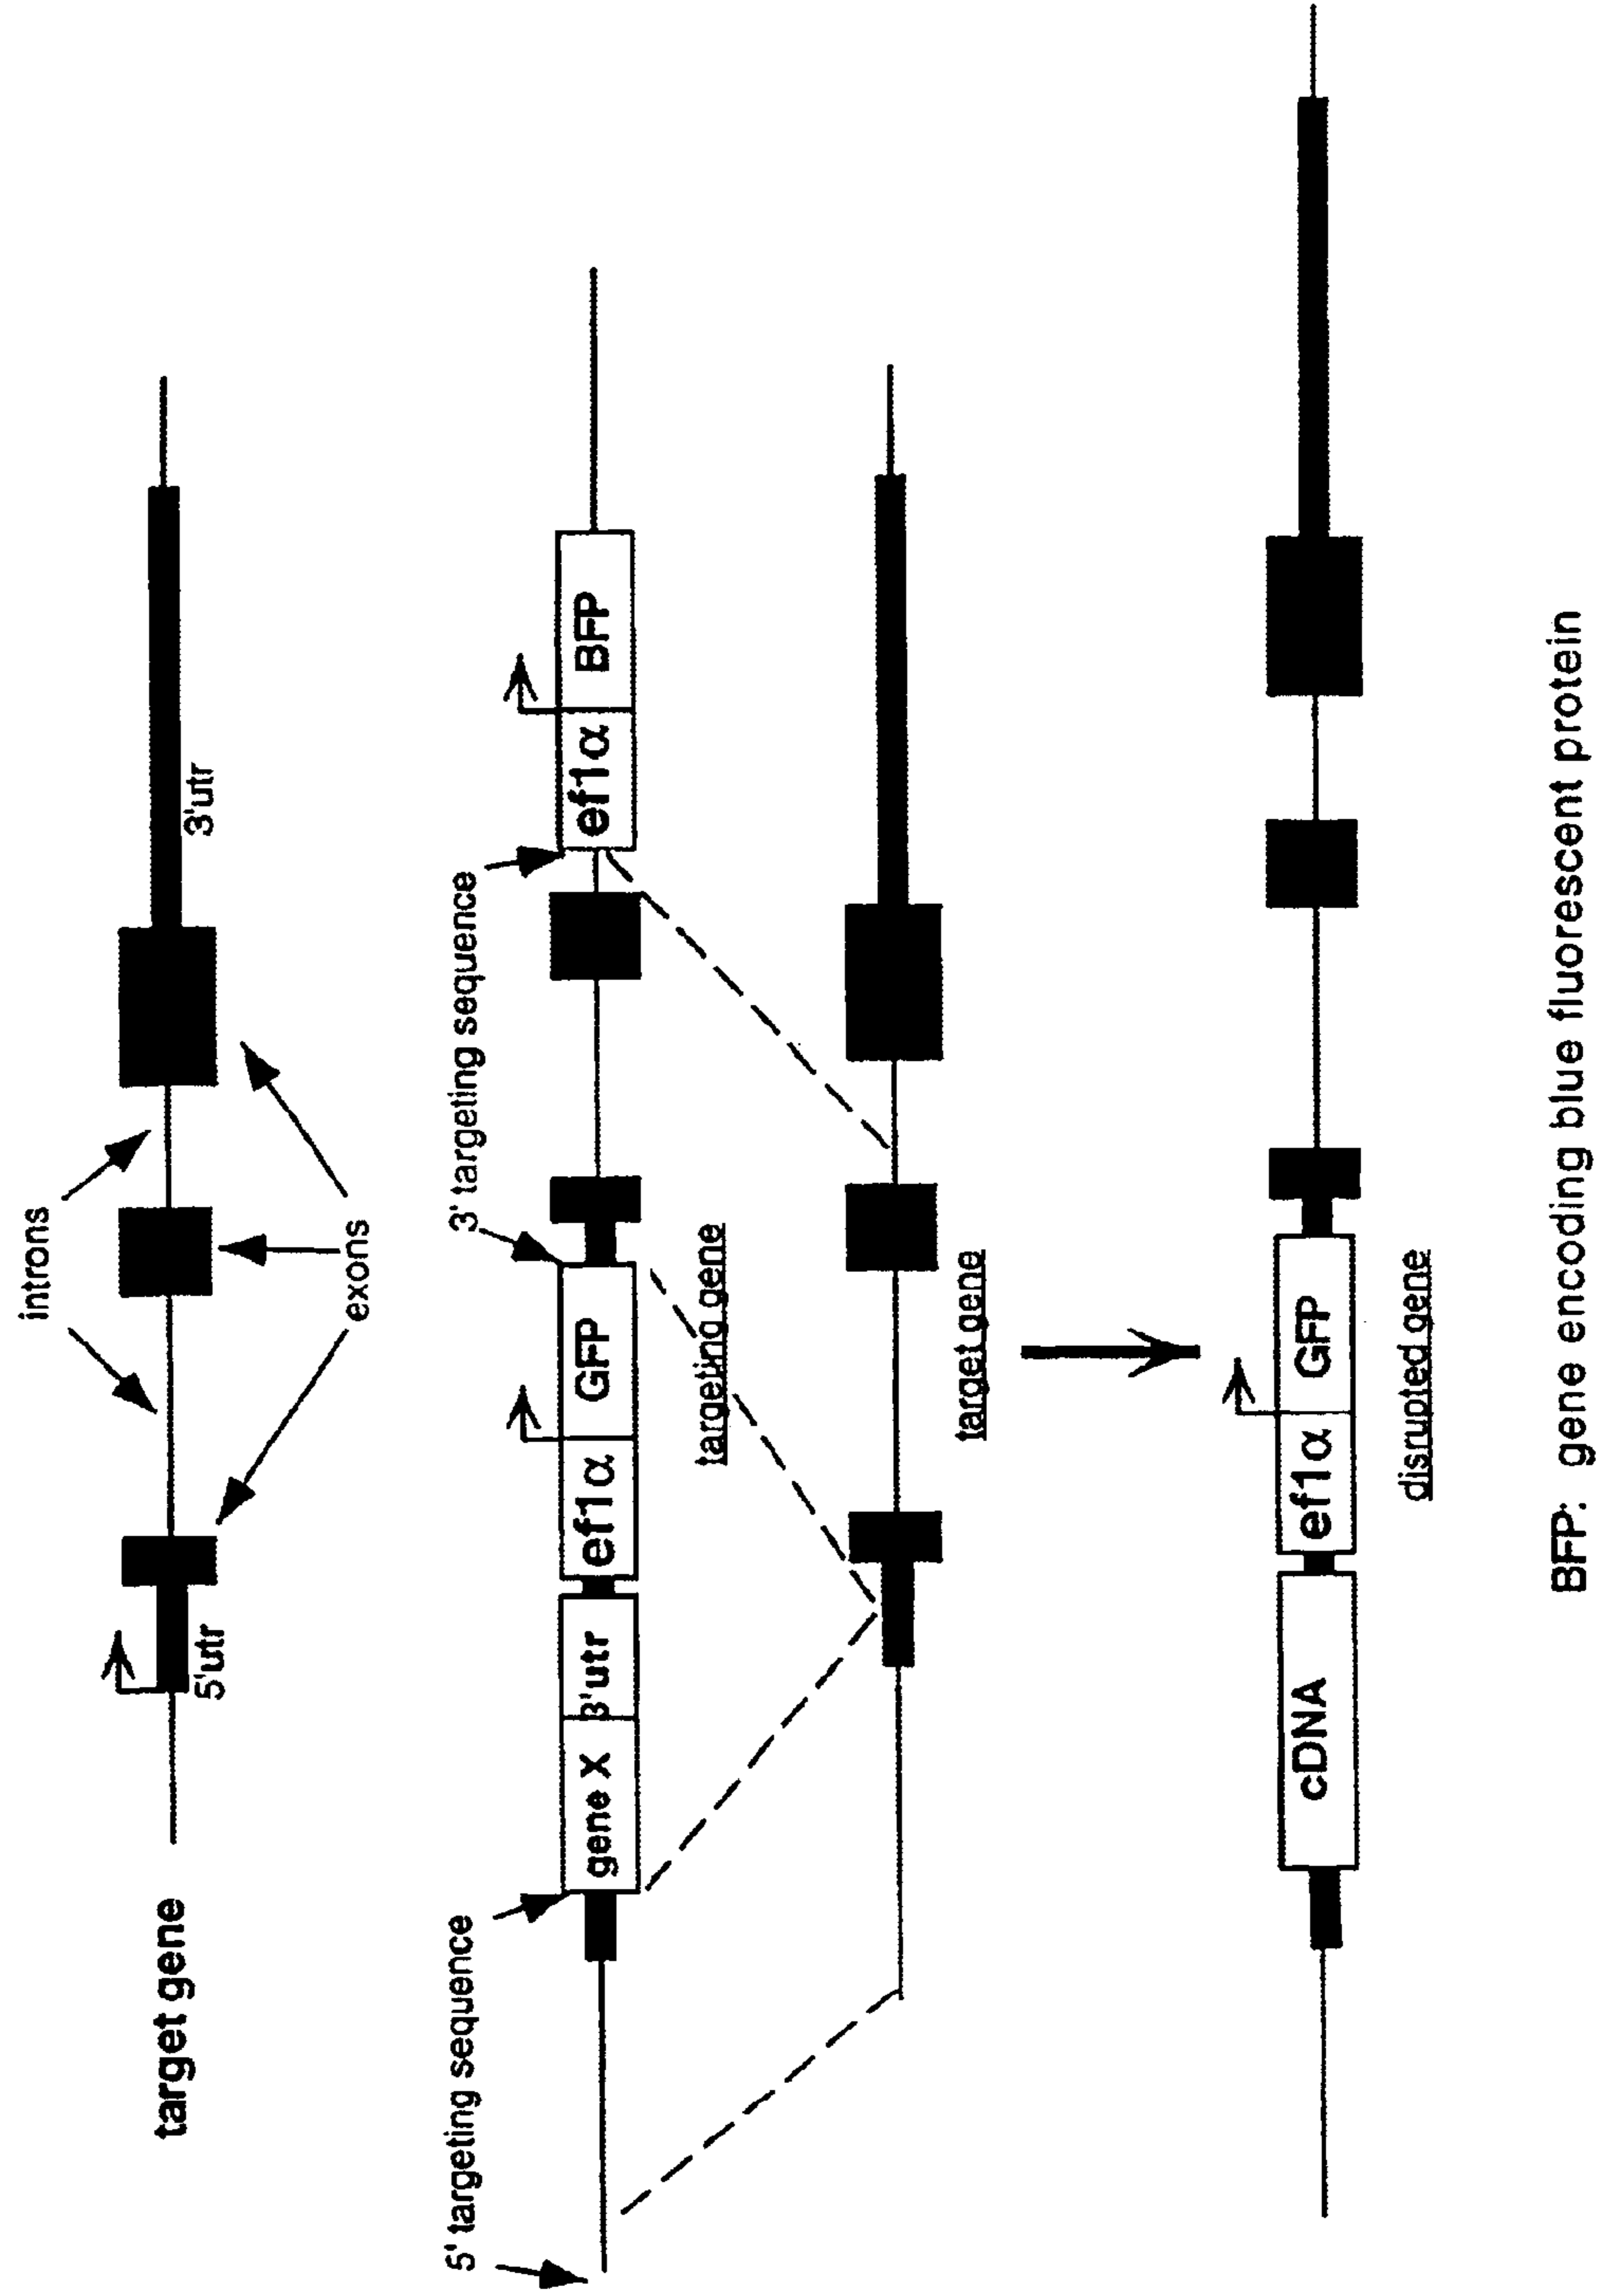 target gene
5'utr
introns
exons
3'utr
5' targeting sequence
3' targeting sequence
gene X
3'utr
ef1α
GFP
ef1α
BFP
targeting gene
target gene
cDNA
ef1α
GFP
disrupted gene
BFP: gene encoding blue fluorescent protein